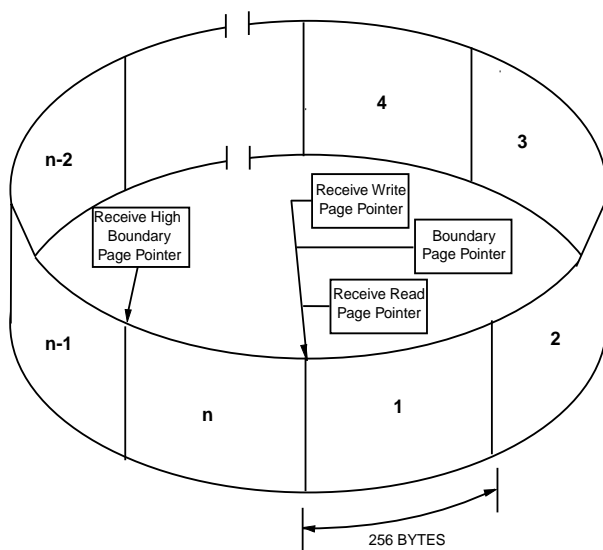 4
3
n-2
Receive Write
Page Pointer
Receive High
Boundary
Page Pointer
Boundary
Page Pointer
Receive Read
Page Pointer
2
n-1
1
n
256 BYTES